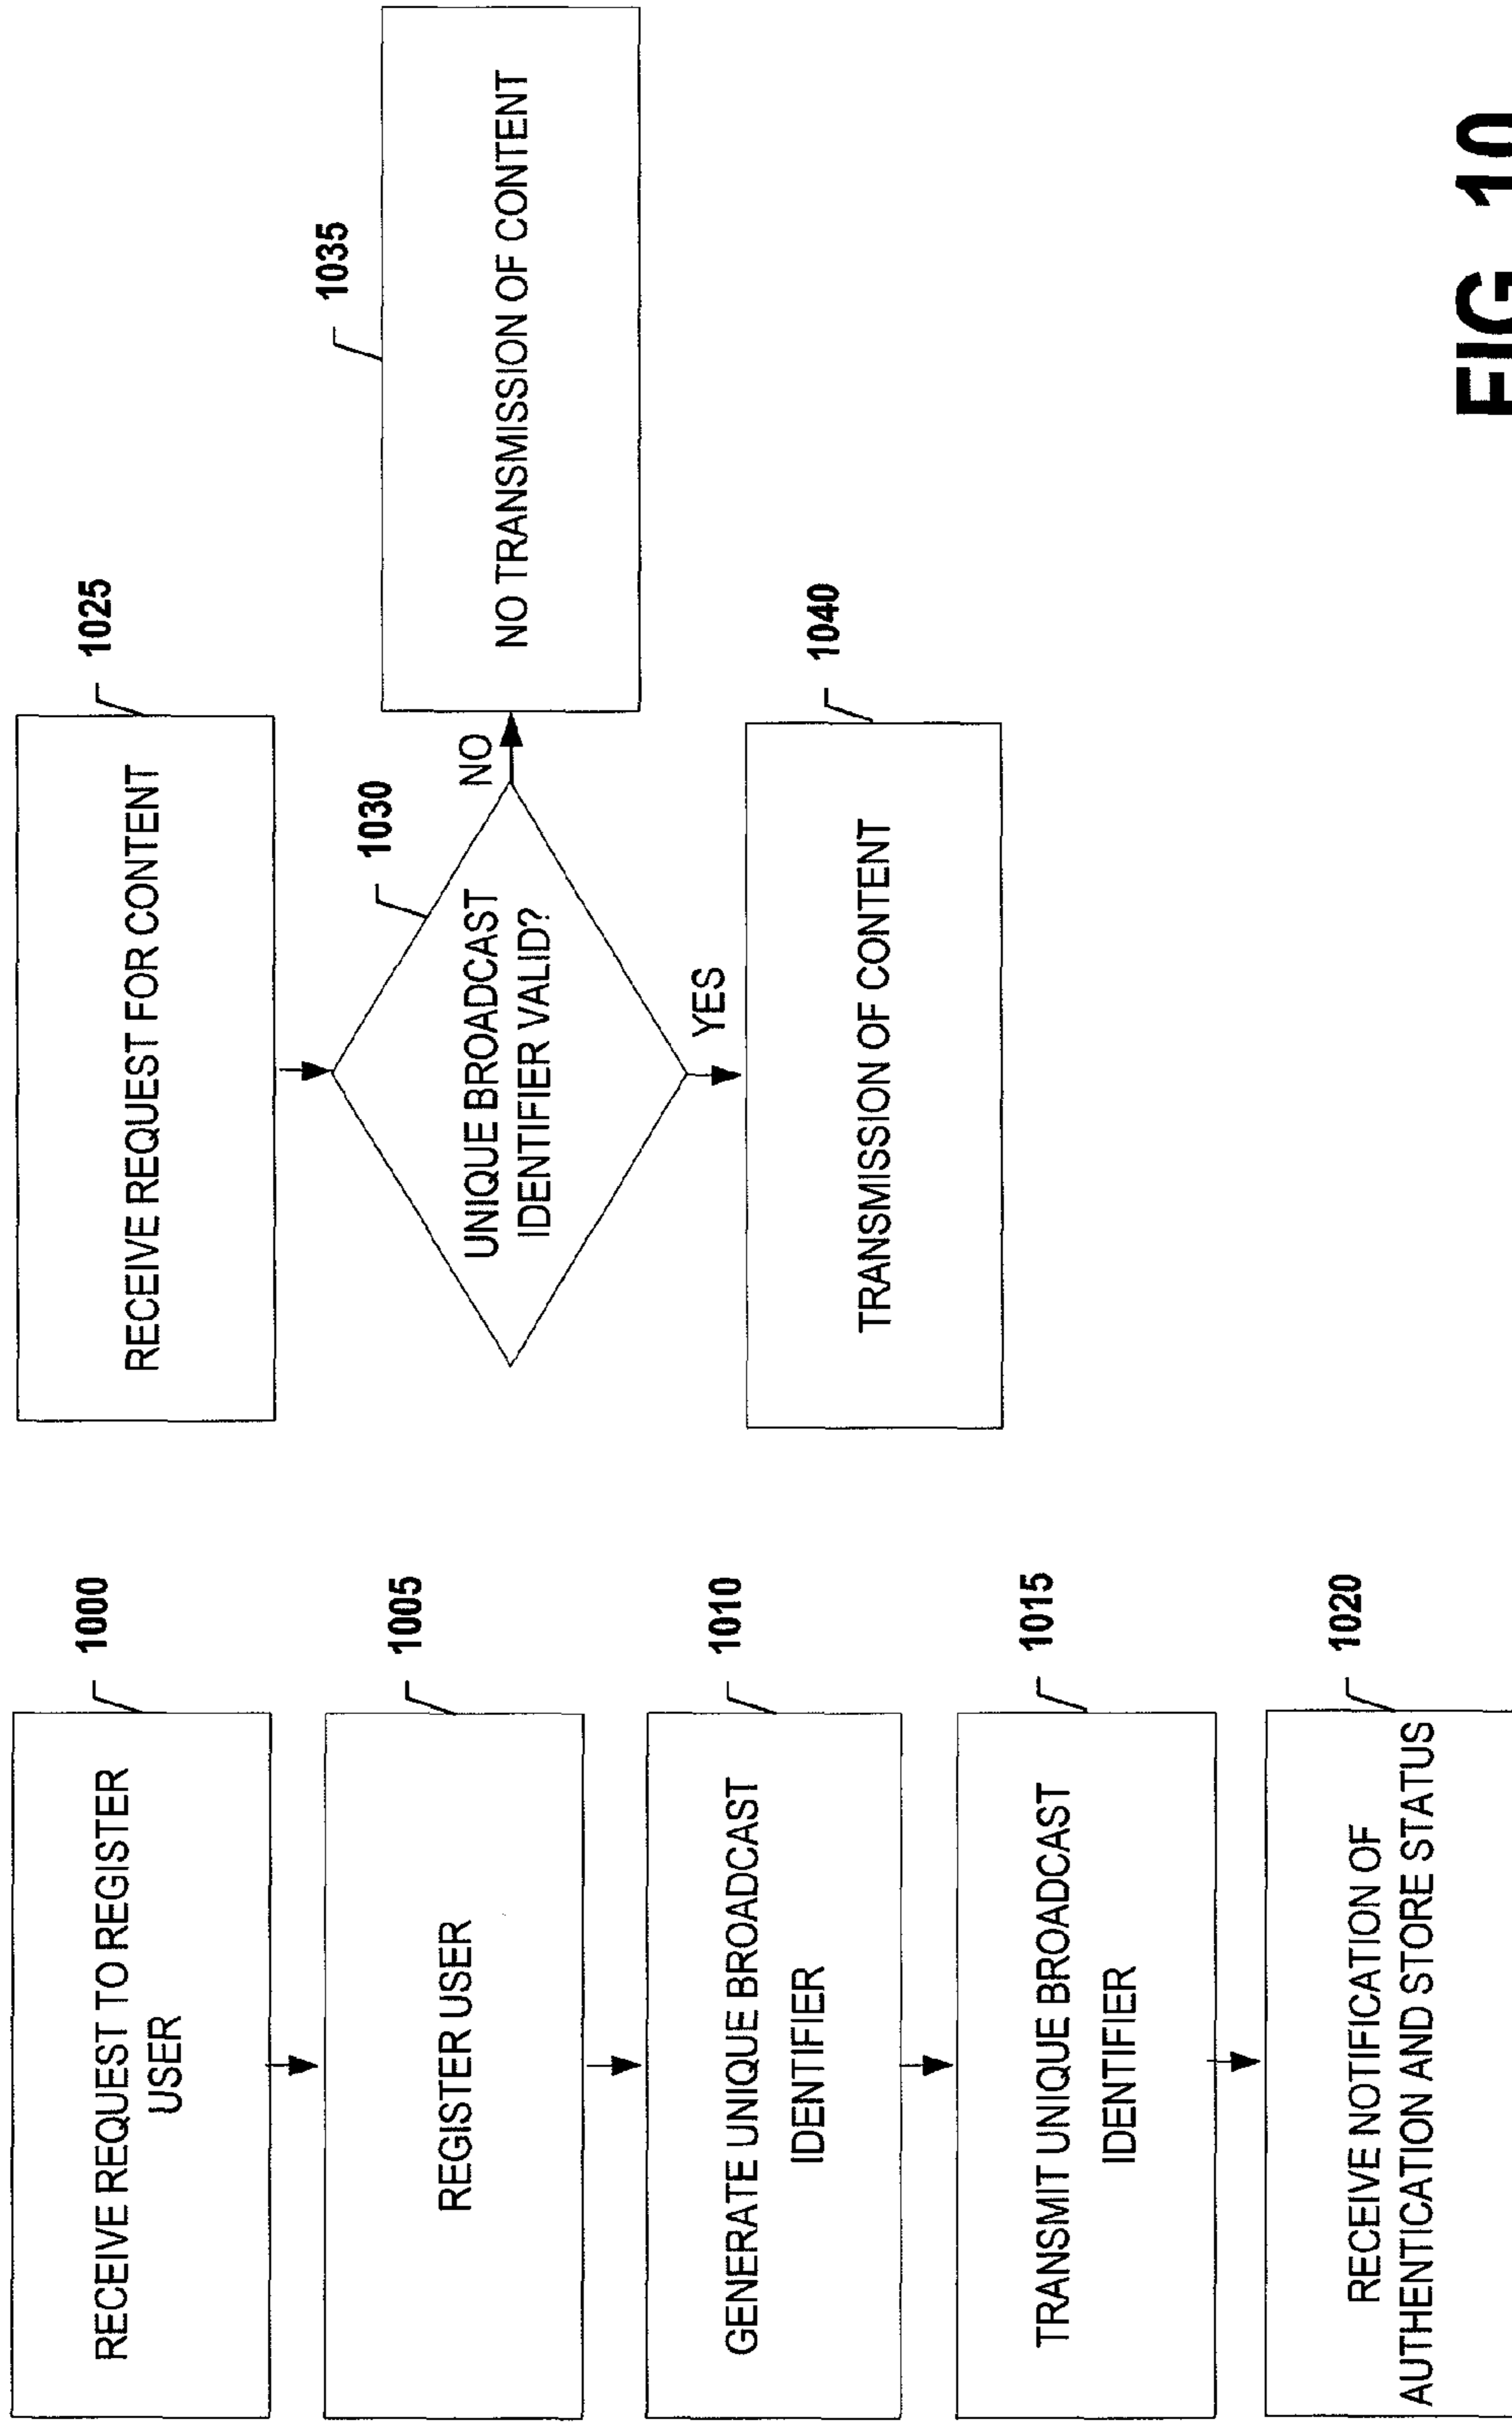 1000
RECEIVE REQUEST TO REGISTER
USER
1005
REGISTER USER
1010
GENERATE UNIQUE BROADCAST
IDENTIFIER
1015
TRANSMIT UNIQUE BROADCAST
IDENTIFIER
1020
RECEIVE NOTIFICATION OF
AUTHENTICATION AND STORE STATUS
1025
RECEIVE REQUEST FOR CONTENT
1030
UNIQUE BROADCAST
IDENTIFIER VALID?
NO
1035
NO TRANSMISSION OF CONTENT
YES
1040
TRANSMISSION OF CONTENT
FIG. 10